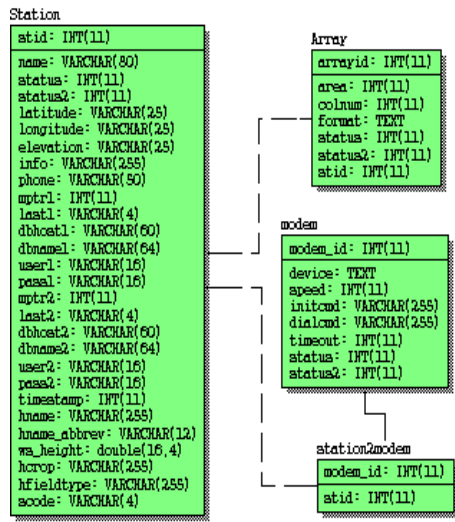 Station
stid: INT(11)
name: VARCHAR(80)
status: INT(11)
status2: INT(11)
latitude: VARCHAR(25)
longitude: VARCHAR(25)
elevation: VARCHAR(25)
info: VARCHAR(255)
phone: VARCHAR(50)
mptr1: INT(11)
last1: VARCHAR(4)
dbhost1: VARCHAR(60)
dbname1: VARCHAR(64)
user1: VARCHAR(16)
pass1: VARCHAR(16)
mptr2: INT(11)
last2: VARCHAR(4)
dbhost2: VARCHAR(60)
dbname2: VARCHAR(64)
user2: VARCHAR(16)
pass2: VARCHAR(16)
timestamp: INT(11)
hname: VARCHAR(255)
hname_abbrev: VARCHAR(12)
ws_height: double(16,4)
hcrop: VARCHAR(255)
hfieldtype: VARCHAR(255)
scode: VARCHAR(4)
Array
arrayid: INT(11)
area: INT(11)
colnum: INT(11)
format: TEXT
status: INT(11)
status2: INT(11)
stid: INT(11)
modem
modem_id: INT(11)
device: TEXT
speed: INT(11)
initcmd: VARCHAR(255)
dialcmd: VARCHAR(255)
timeout: INT(11)
status: INT(11)
status2: INT(11)
station2modem
modem_id: INT(11)
stid: INT(11)